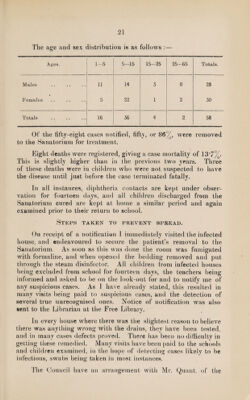 21
The age and sex distribution is as follows :—
Ages. 1–5 5–15 15–25 25–65 Totals.
Males .. .. .. 11 14 3 0 28
Females .. .. .. 5 22 1 2 30
Totals .. .. 16 36 4 2 58
Of the fifty-eight cases notified, fifty, or 86%, were removed
to the Sanatorium for treatment.
Eight deaths were registered, giving a case mortality of 13·7%.
This is slightly higher than in the previous two years. Three
of these deaths were in children who were not suspected to have
the disease until just before the case terminated fatally.
In all instances, diphtheria contacts are kept under obser-
vation for fourteen days, and all children discharged from the
Sanatorium cured are kept at home a similar period and again
examined prior to their return to school.
Steps taken to prevent spread.
On receipt of a notification I immediately visited the infected
house, and endeavoured to secure the patient's removal to the
Sanatorium. As soon as this was done the room was fumigated
with formaline, and when opened the bedding removed and put
through the steam disinfector. All children from infected houses
being excluded from school for fourteen days, the teachers being
informed and asked to be on the look-out for and to notify me of
any suspicious cases. As I have already stated, this resulted in
many visits being paid to suspicious cases, and the detection of
several true unrecognised ones. Notice of notification was also
sent to the Librarian at the Free Library.
In every house where there was the slightest reason to believe
there was anything wrong with the drains, they have been tested,
and in many cases defects proved. There has been no difficulty in
getting these remedied. Many visits have been paid to the schools
and children examined, in the hope of detecting cases likely to be
infectious, swabs being taken in most instances.
The Council have an arrangement with Mr. Quant, of the